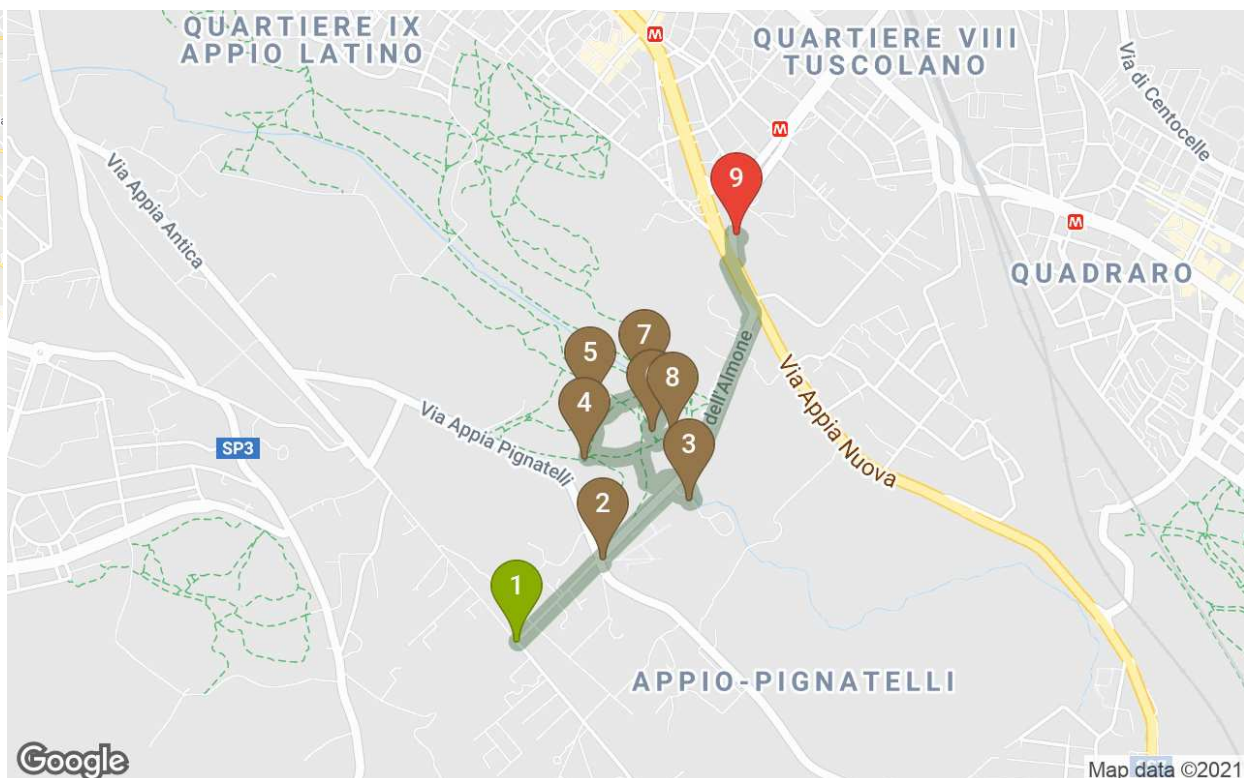 QUARTIERE IX
APPIO LATINO
QUARTIERE VIII
TUSCOLANO
M
Via di Centocelle
M
M
9
QUADRARO
Via Appia Antica
7
5
8
4
dell'Almone
Via Appia Nuova
Via Appia Pignatelli
3
SP3
2
1
APPIO-PIGNATELLI
Google
Map data ©2021